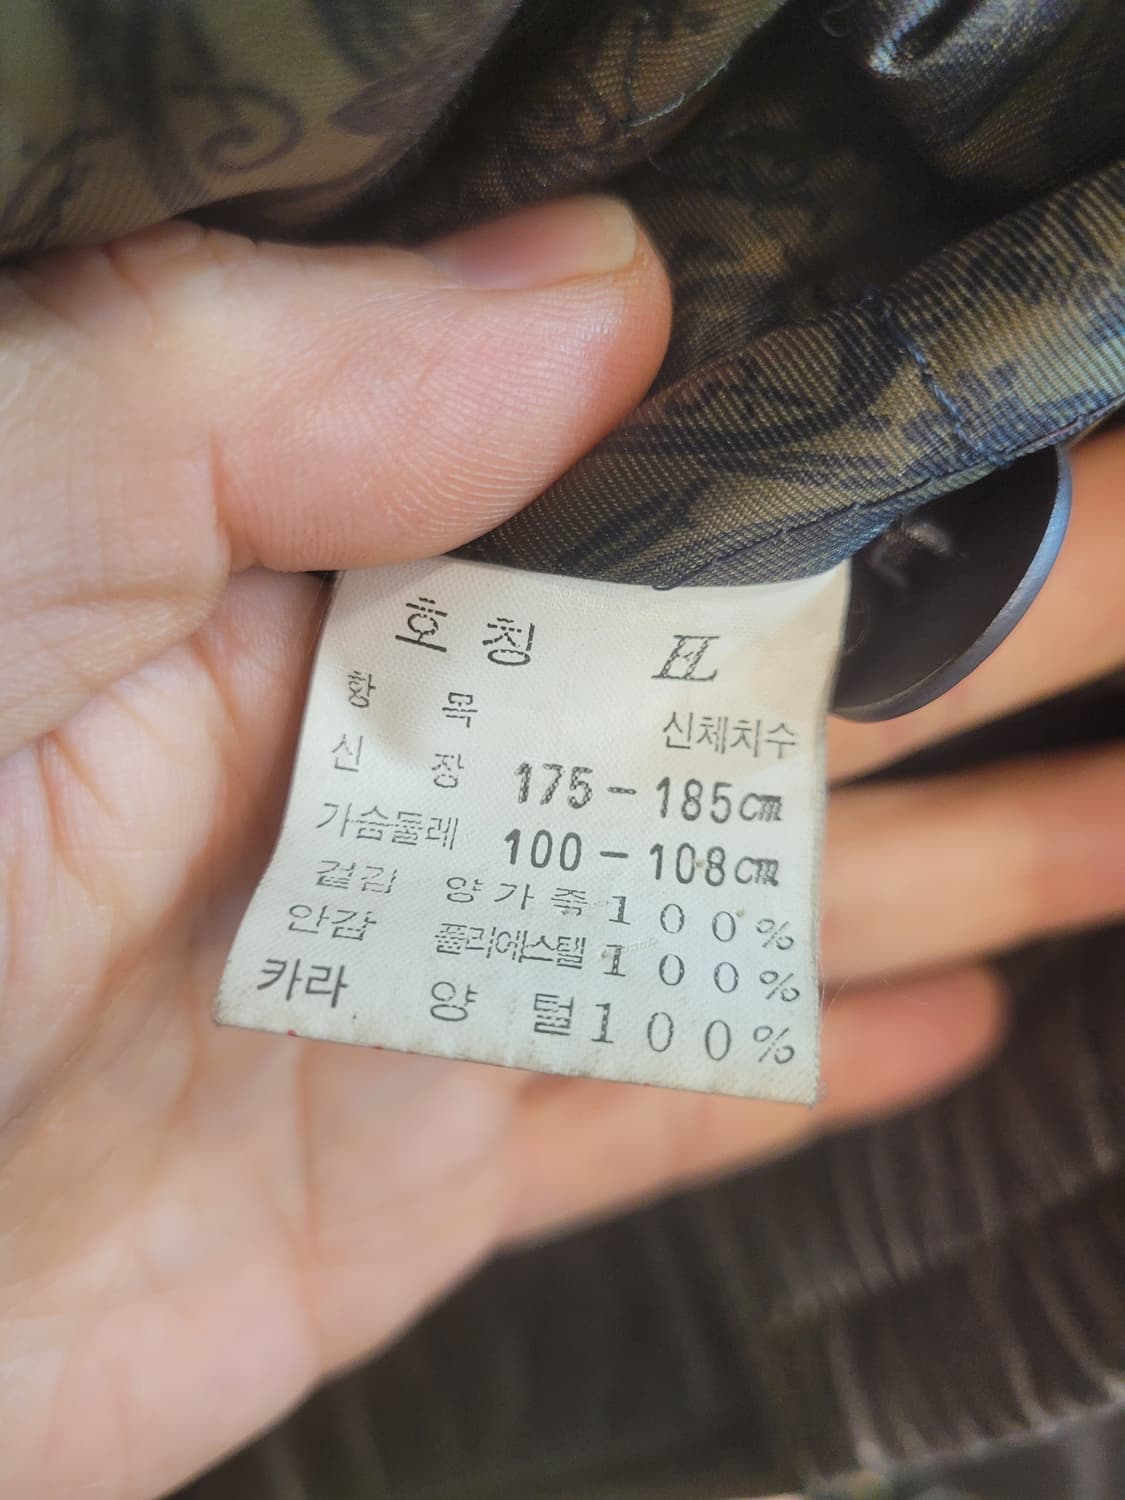 호 칭
항 목 신체치수
신 장 175-185cm
가슴둘레 100-108cm
겉감 양가죽 100%
안감 폴리에스텔 100%
카라 양 털 100%